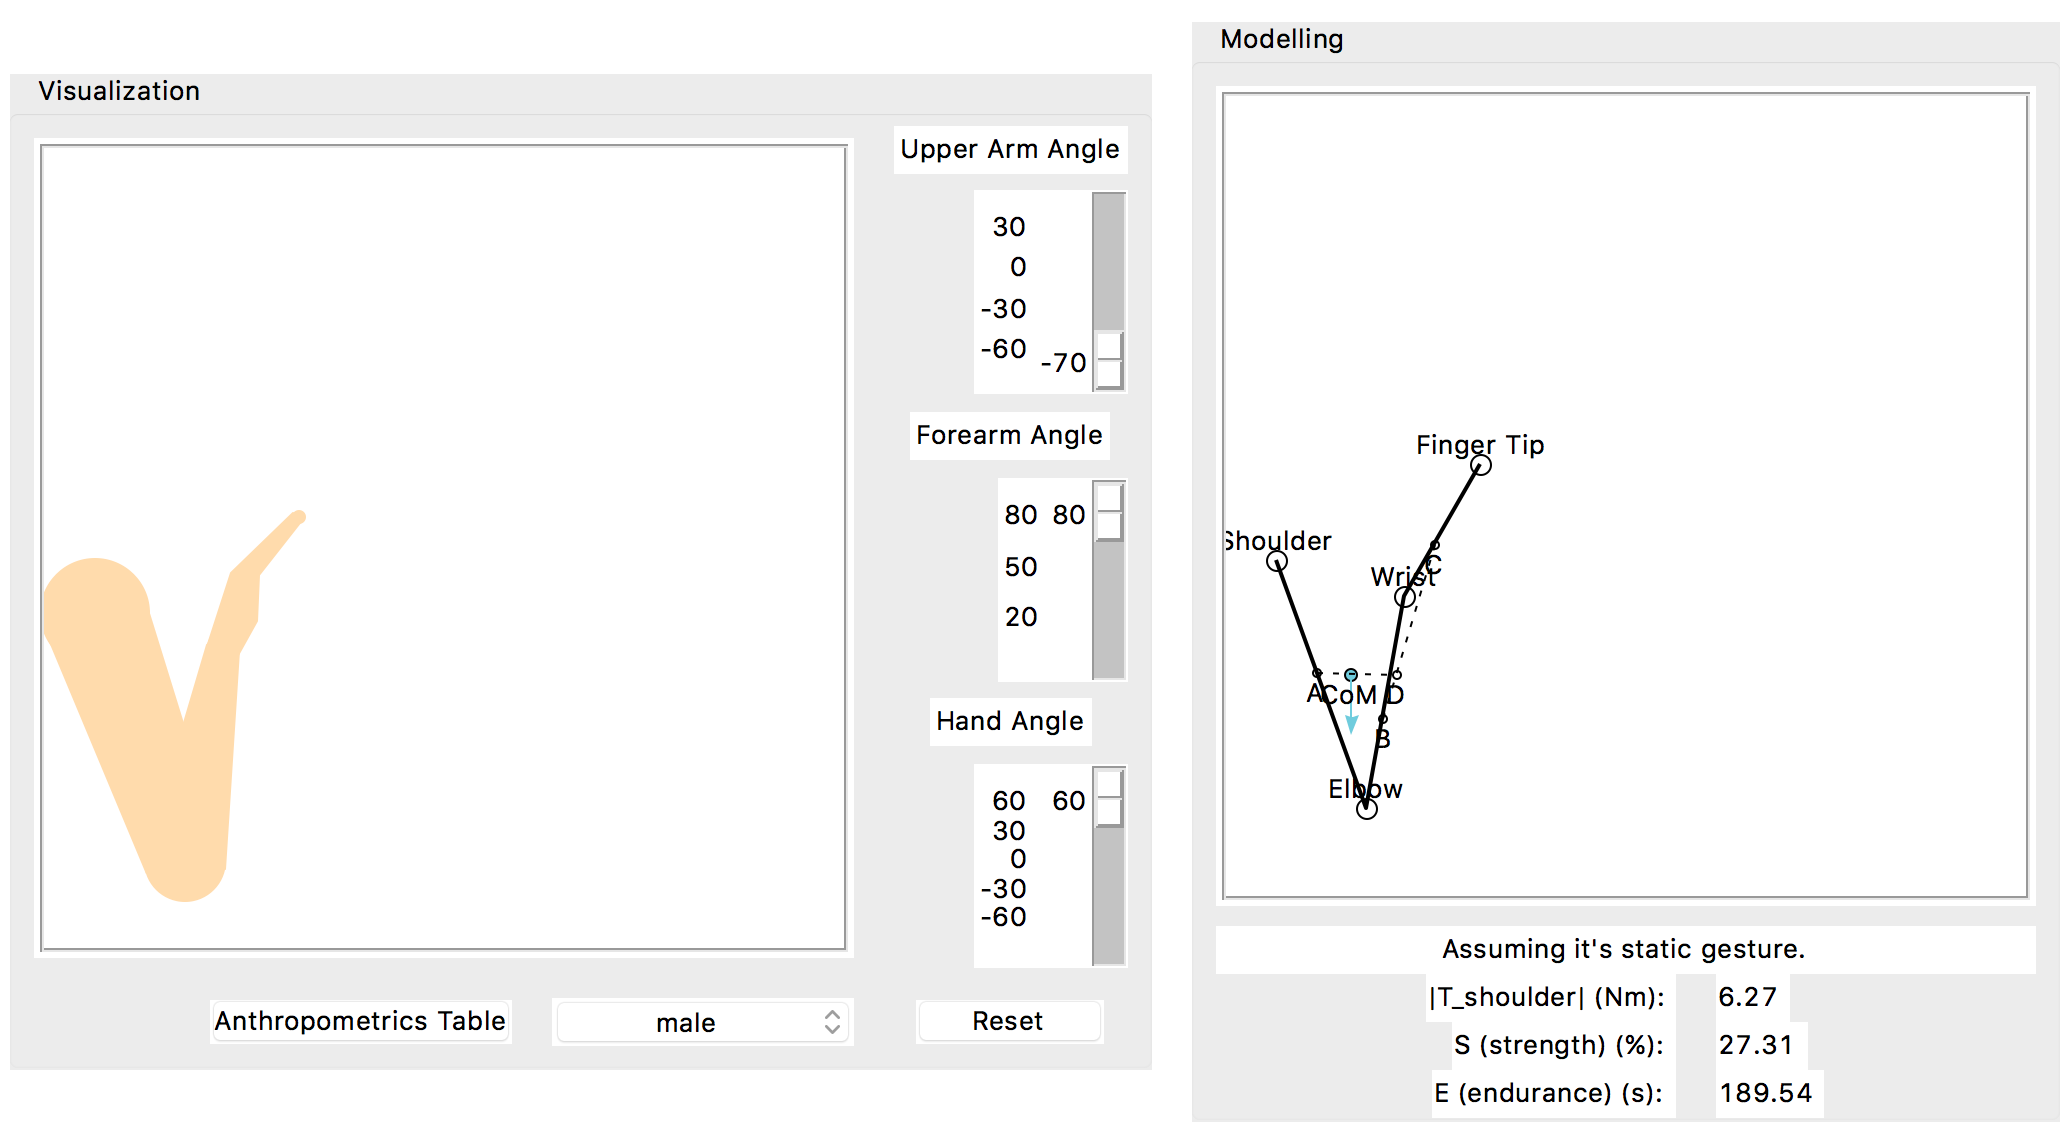 Visualization
Upper Arm Angle
30
0
-30
-60 -70
Forearm Angle
80 80
50
20
Hand Angle
60 60
30
0
-30
-60
Anthropometrics Table male Reset
Modelling
Finger Tip
Shoulder
C
Wrist
A CoM D
B
Elbow
Assuming it's static gesture.
|T_shoulder| (Nm): 6.27
S (strength) (%): 27.31
E (endurance) (s): 189.54